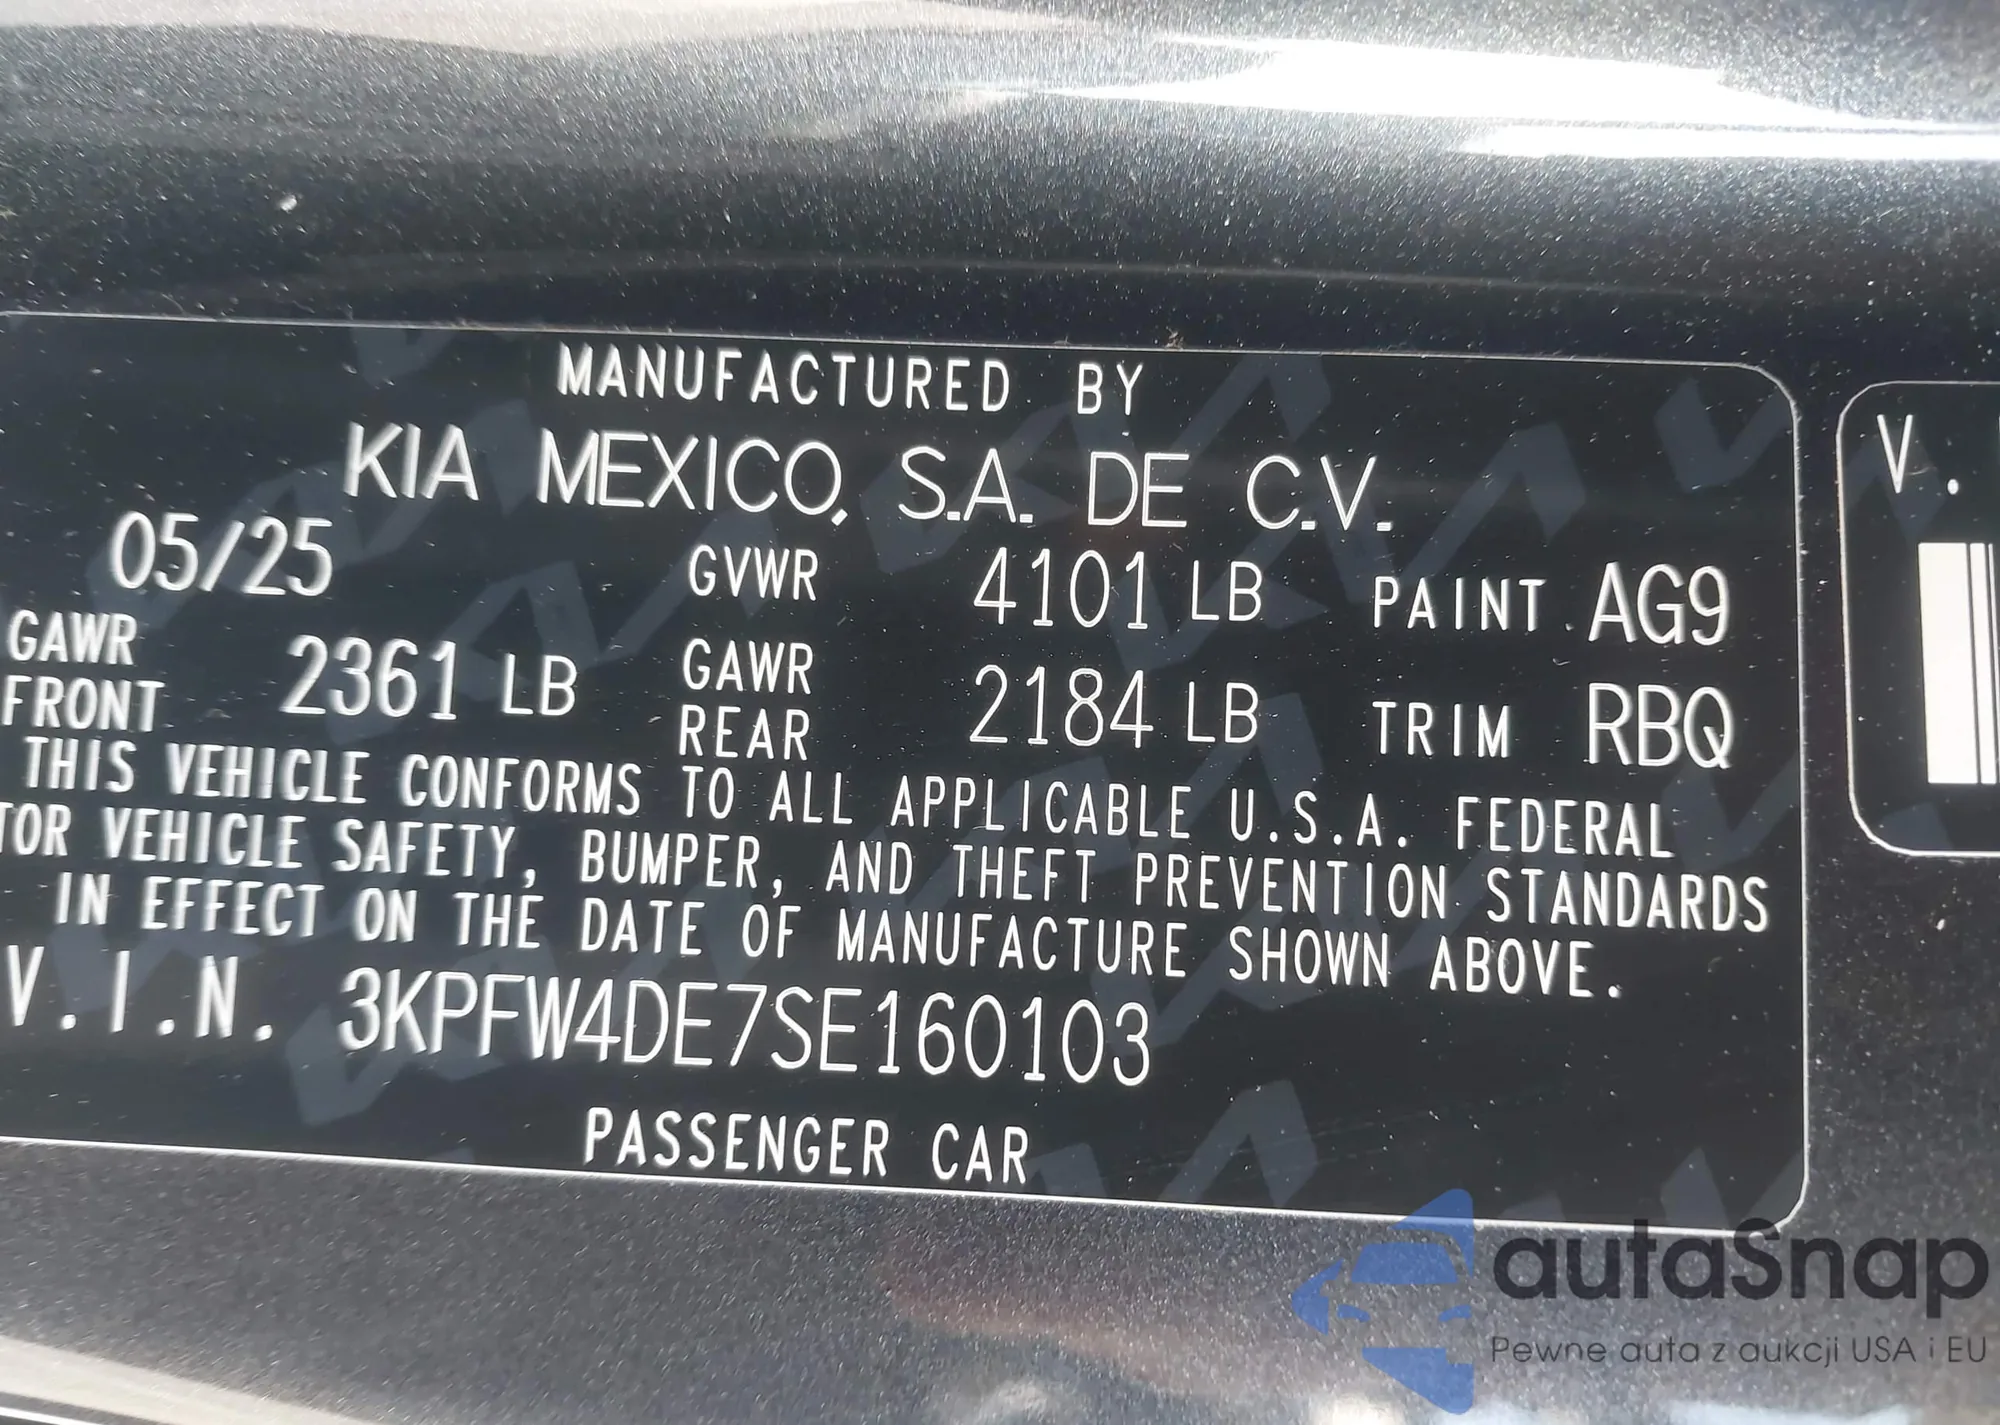 MANUFACTURED BY
KIA MEXICO, S.A. DE C.V.
05/25 GVWR 4101 LB PAINT AG9
GAWR FRONT 2361 LB GAWR REAR 2184 LB TRIM RBQ
THIS VEHICLE CONFORMS TO ALL APPLICABLE U.S.A. FEDERAL
TOR VEHICLE SAFETY, BUMPER, AND THEFT PREVENTION STANDARDS
IN EFFECT ON THE DATE OF MANUFACTURE SHOWN ABOVE.
V.I.N. 3KPFW4DE7SE160103
PASSENGER CAR
V.
autaSnap
Pewne auta z aukcji USA i EU